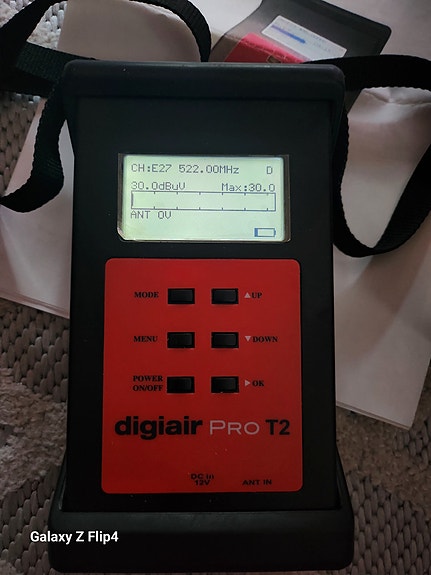 CH:E27 522.00MHz D
30.0dBuV Max:30.0
ANT 0V
MODE ▲UP
MENU ▼DOWN
POWER
ON/OFF ▶OK
digiair PRO T2
DC in
12V ANT IN
Galaxy Z Flip4